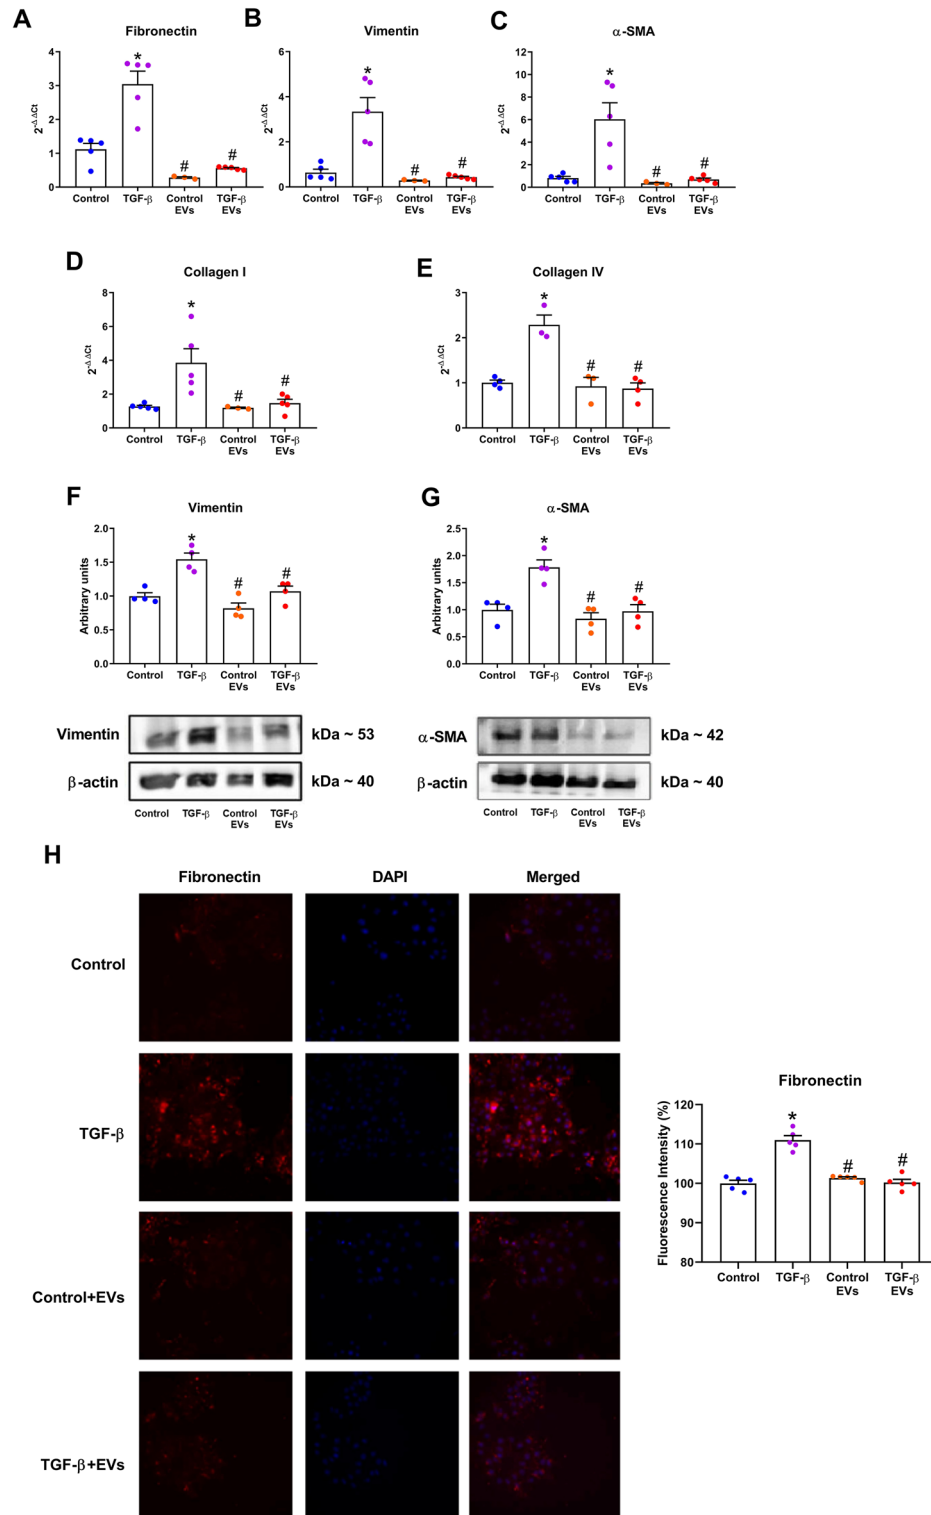 A
Fibronectin
2-Δ ΔCt
4
3
2
1
0
*
#
#
Control
TGF-β
Control
EVs
TGF-β
EVs
B
Vimentin
2-Δ ΔCt
6
4
2
0
*
#
#
Control
TGF-β
Control
EVs
TGF-β
EVs
C
α-SMA
2-Δ ΔCt
12
10
8
6
4
2
0
*
#
#
Control
TGF-β
Control
EVs
TGF-β
EVs
D
Collagen I
2-Δ ΔCt
8
6
4
2
0
*
#
#
Control
TGF-β
Control
EVs
TGF-β
EVs
E
Collagen IV
2-Δ ΔCt
3
2
1
0
*
#
#
Control
TGF-β
Control
EVs
TGF-β
EVs
F
Vimentin
Arbitrary units
2.0
1.5
1.0
0.5
0.0
*
#
#
Control
TGF-β
Control
EVs
TGF-β
EVs
Vimentin
kDa ~ 53
β-actin
kDa ~ 40
Control
TGF-β
Control
EVs
TGF-β
EVs
G
α-SMA
Arbitrary units
2.5
2.0
1.5
1.0
0.5
0.0
*
#
#
Control
TGF-β
Control
EVs
TGF-β
EVs
α-SMA
kDa ~ 42
β-actin
kDa ~ 40
Control
TGF-β
Control
EVs
TGF-β
EVs
H
Fibronectin
DAPI
Merged
Control
TGF-β
Control+EVs
TGF-β+EVs
Fibronectin
Fluorescence Intensity (%)
120
110
100
90
80
*
#
#
Control
TGF-β
Control
EVs
TGF-β
EVs